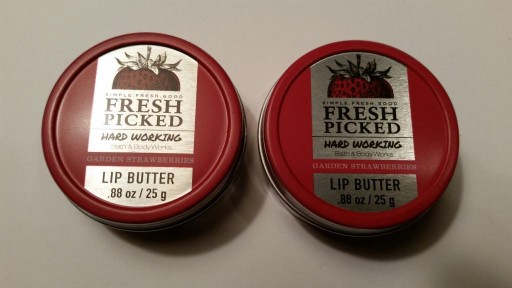 SIMPLE.FRESH.GOOD
FRESH
PICKED
HARD WORKING
Bath & Body Works
GARDEN STRAWBERRIES
LIP BUTTER
.88 oz / 25 g
SIMPLE.FRESH.GOOD
FRESH
PICKED
HARD WORKING
Bath & Body Works
GARDEN STRAWBERRIES
LIP BUTTER
.88 oz / 25 g